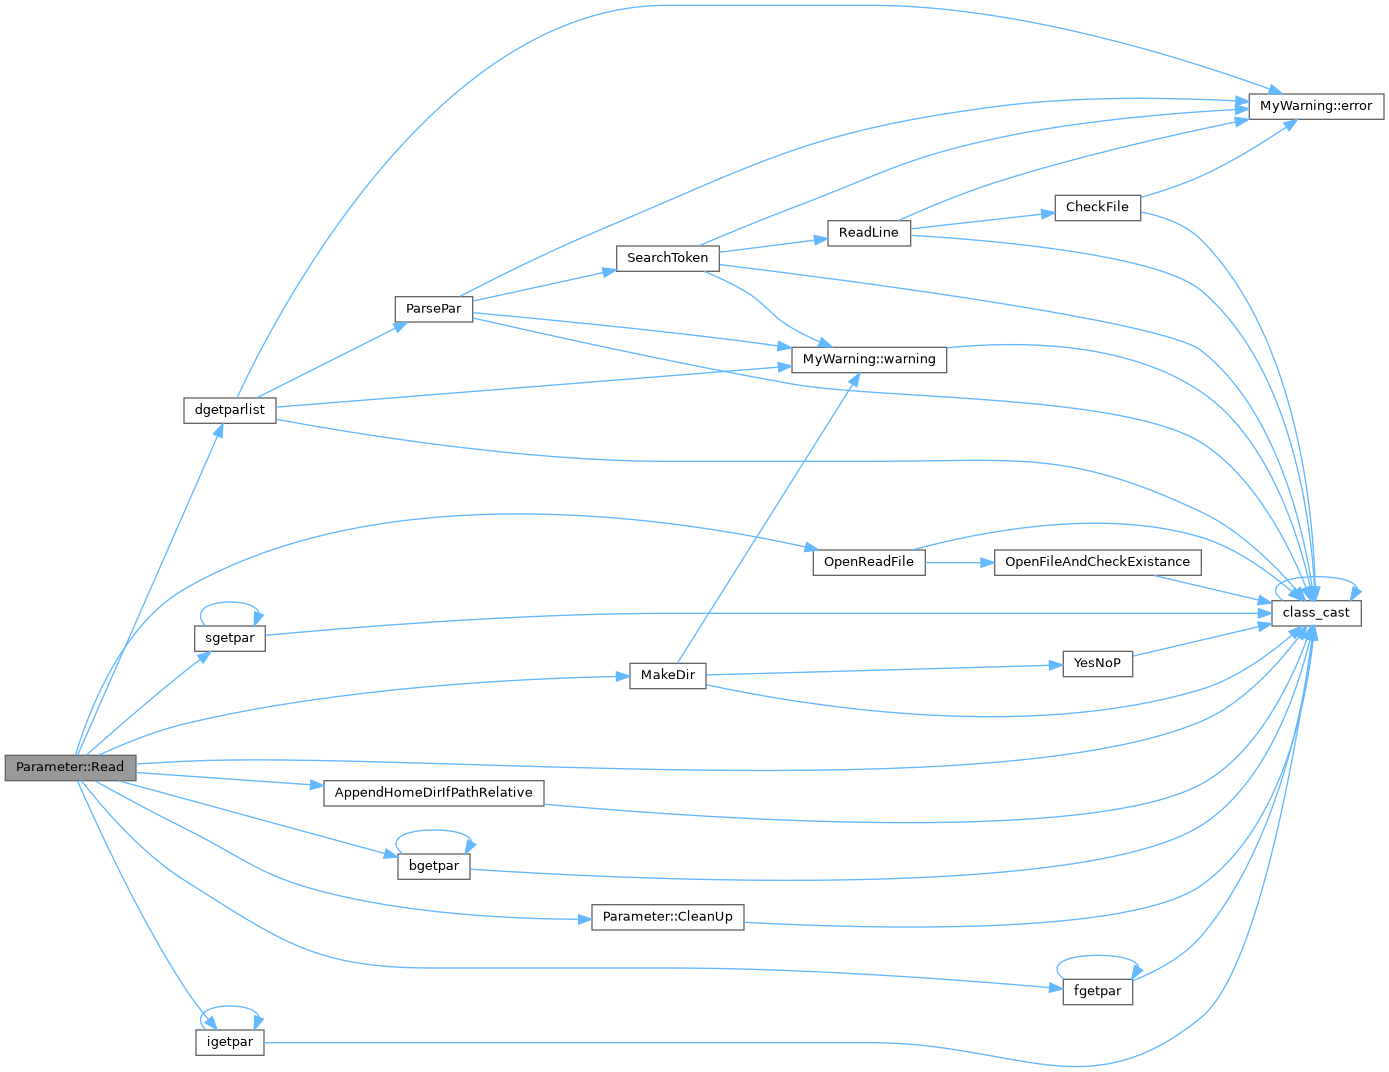 MyWarning::error
CheckFile
ReadLine
SearchToken
ParsePar
MyWarning::warning
dgetparlist
OpenReadFile
OpenFileAndCheckExistance
class_cast
sgetpar
YesNoP
MakeDir
Parameter::Read
AppendHomeDirIfPathRelative
bgetpar
Parameter::CleanUp
fgetpar
igetpar